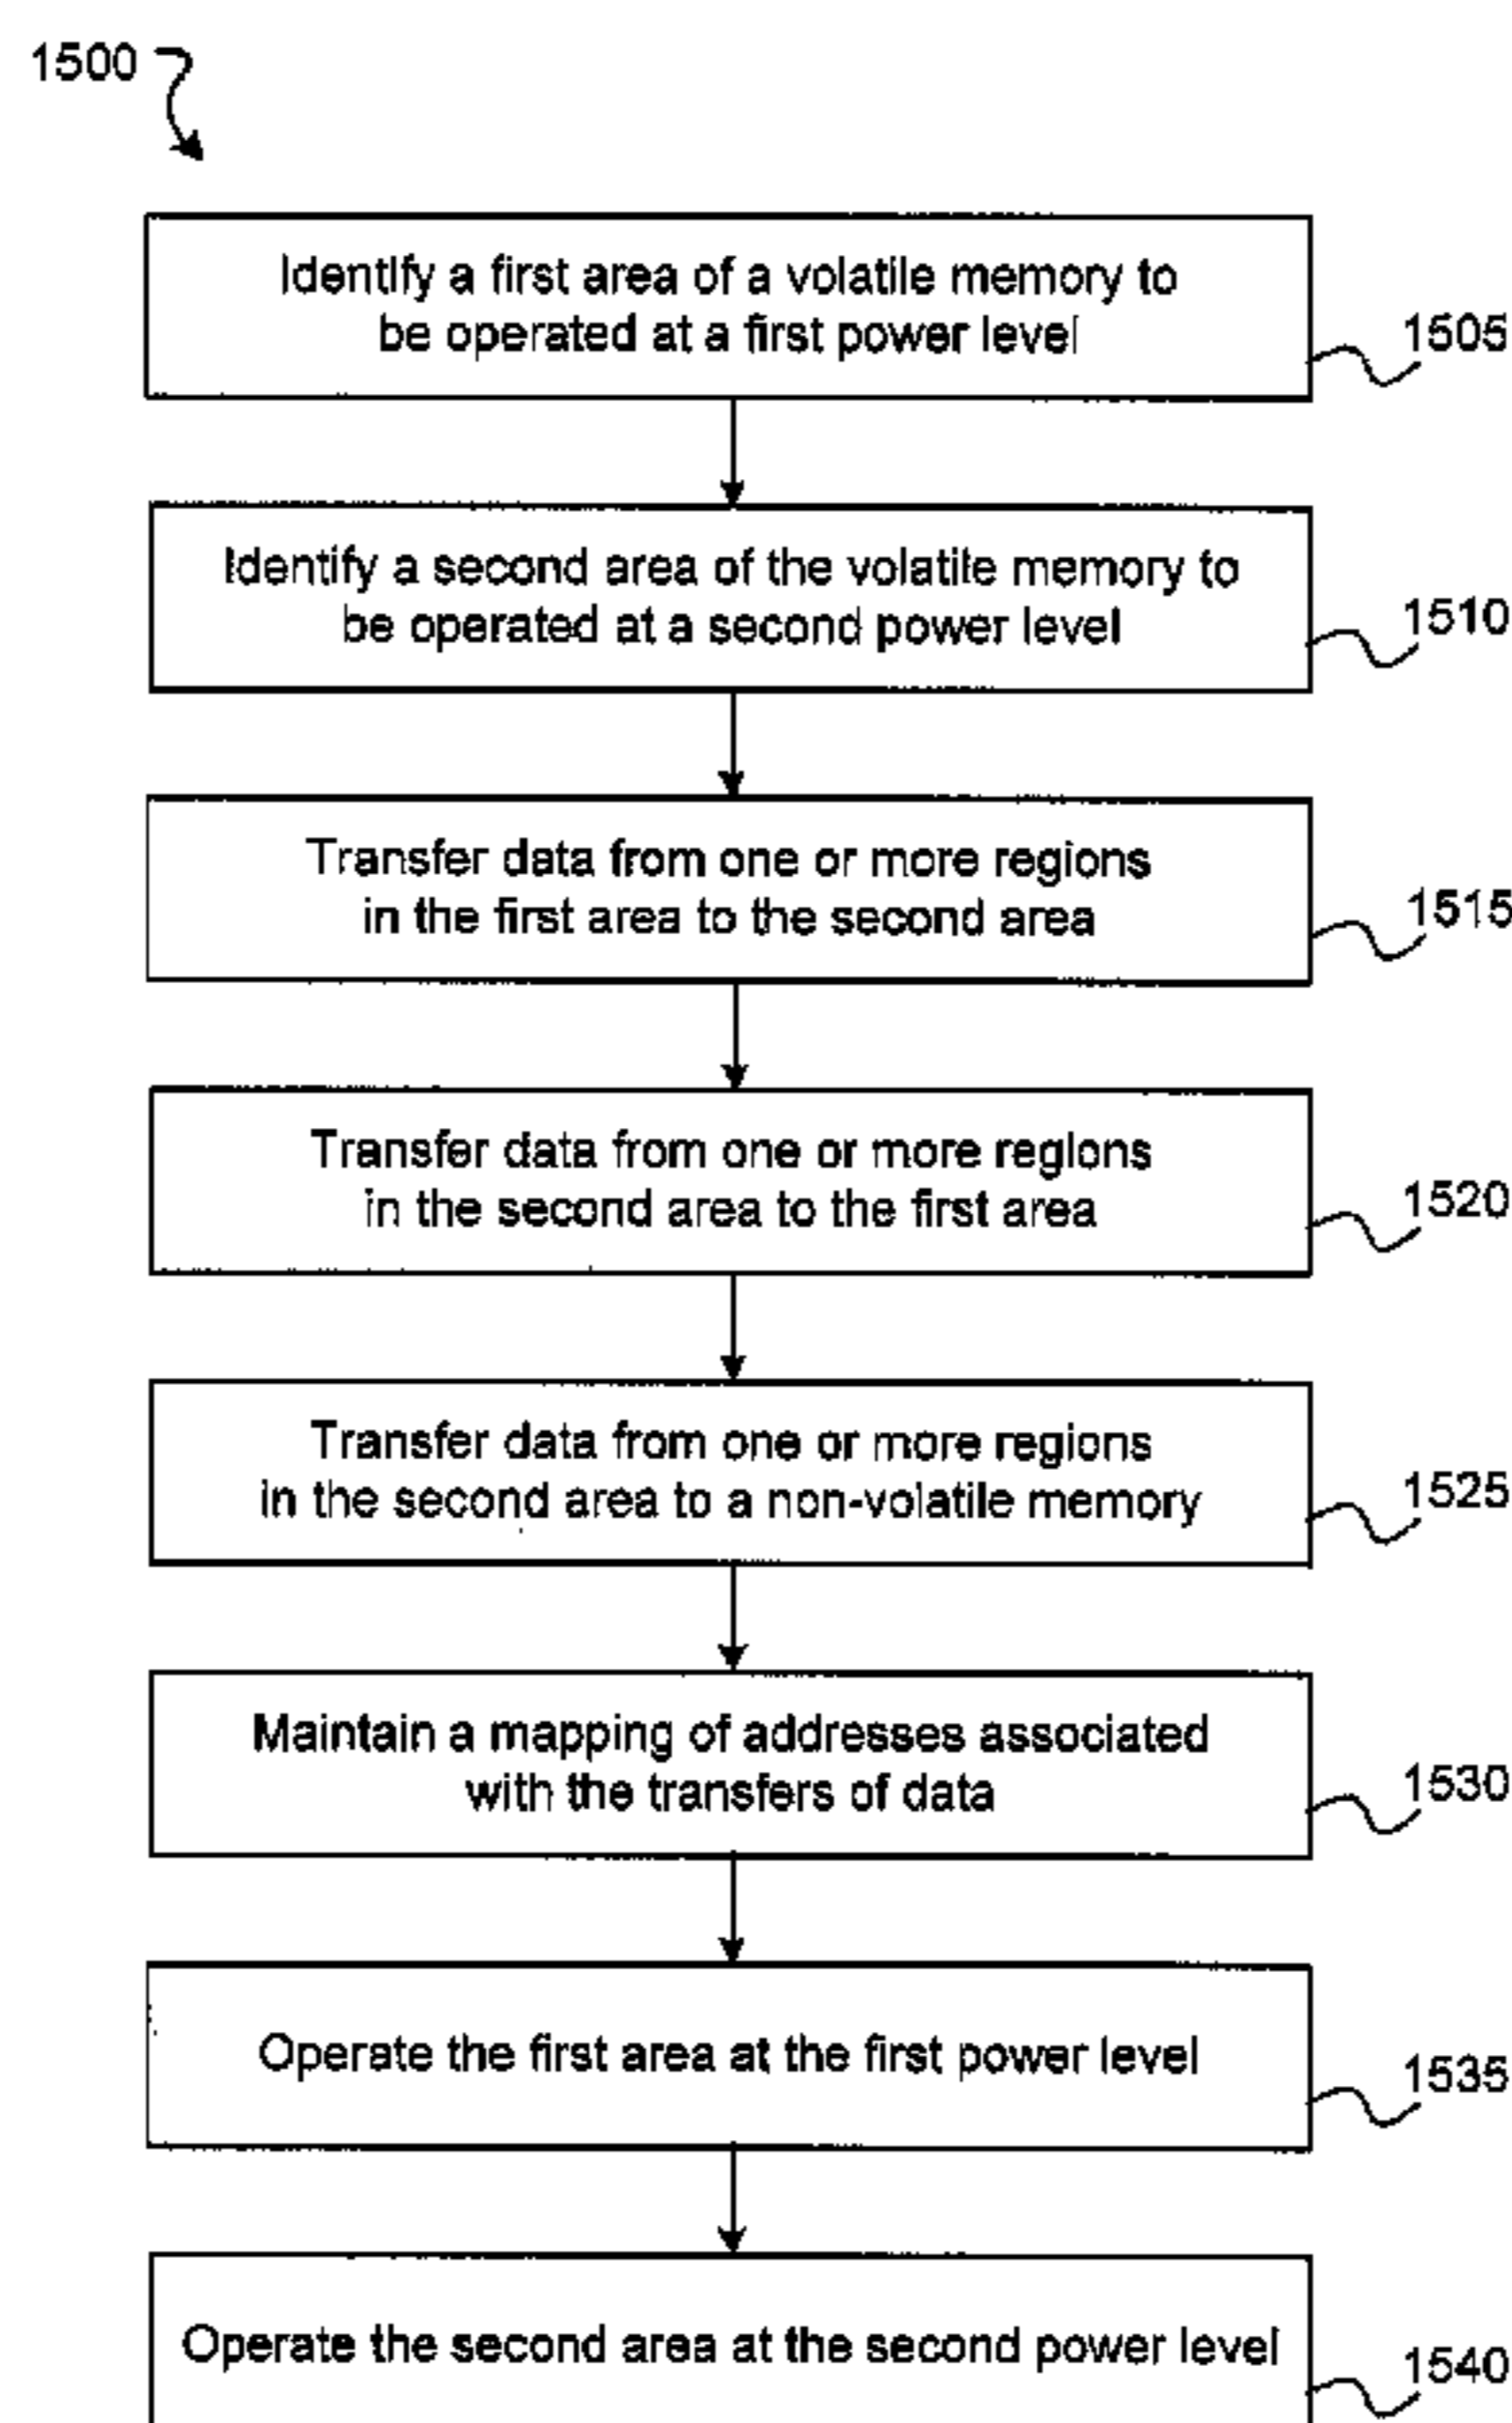 1500
Identify a first area of a volatile memory to
be operated at a first power level
1505
Identify a second area of the volatile memory to
be operated at a second power level
1510
Transfer data from one or more regions
in the first area to the second area
1515
Transfer data from one or more regions
in the second area to the first area
1520
Transfer data from one or more regions
in the second area to a non-volatile memory
1525
Maintain a mapping of addresses associated
with the transfers of data
1530
Operate the first area at the first power level
1535
Operate the second area at the second power level
1540